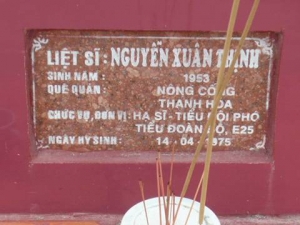 LIỆT SĨ : NGUYỄN XUÂN
SINH NĂM : 1953
QUÊ QUÁN : NÔNG CỐNG
THANH HÓA
CHỨC VỤ, ĐƠN VỊ : HẠ SĨ - TIỂU ĐỘI PHÓ
TIỂU ĐOÀN E25
NGÀY HY SINH : 14 - 04 - 1975